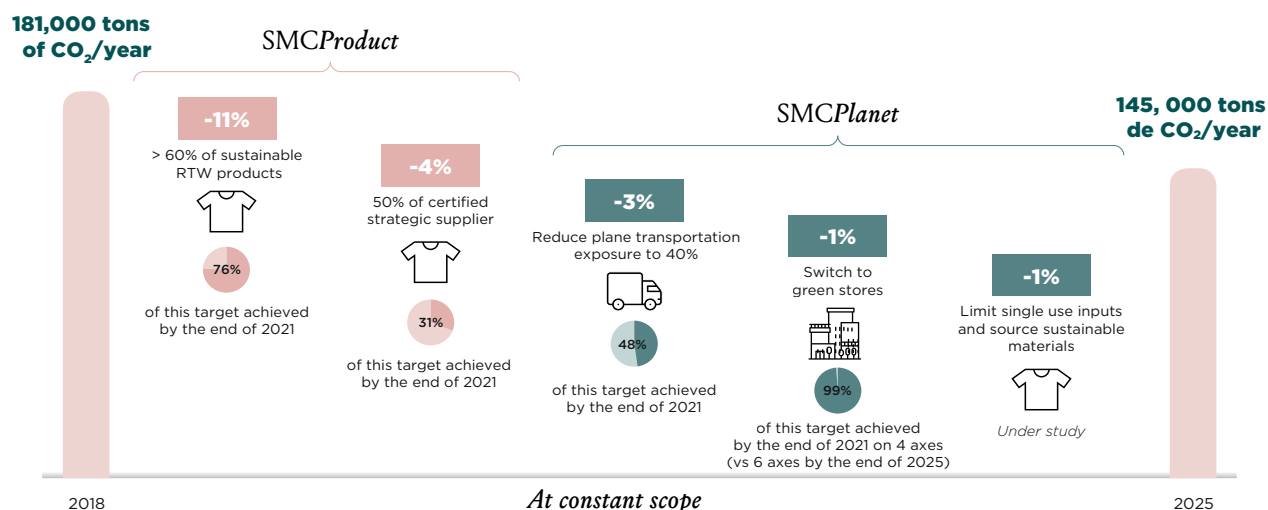 181,000 tons
of CO₂/year
SMCProduct
-11%
> 60% of sustainable
RTW products
76%
of this target achieved
by the end of 2021
-4%
50% of certified
strategic supplier
31%
of this target achieved
by the end of 2021
SMCPlanet
-3%
Reduce plane transportation
exposure to 40%
48%
of this target achieved
by the end of 2021
-1%
Switch to
green stores
99%
of this target achieved
by the end of 2021 on 4 axes
(vs 6 axes by the end of 2025)
-1%
Limit single use inputs
and source sustainable
materials
Under study
145, 000 tons
de CO₂/year
2018
At constant scope
2025